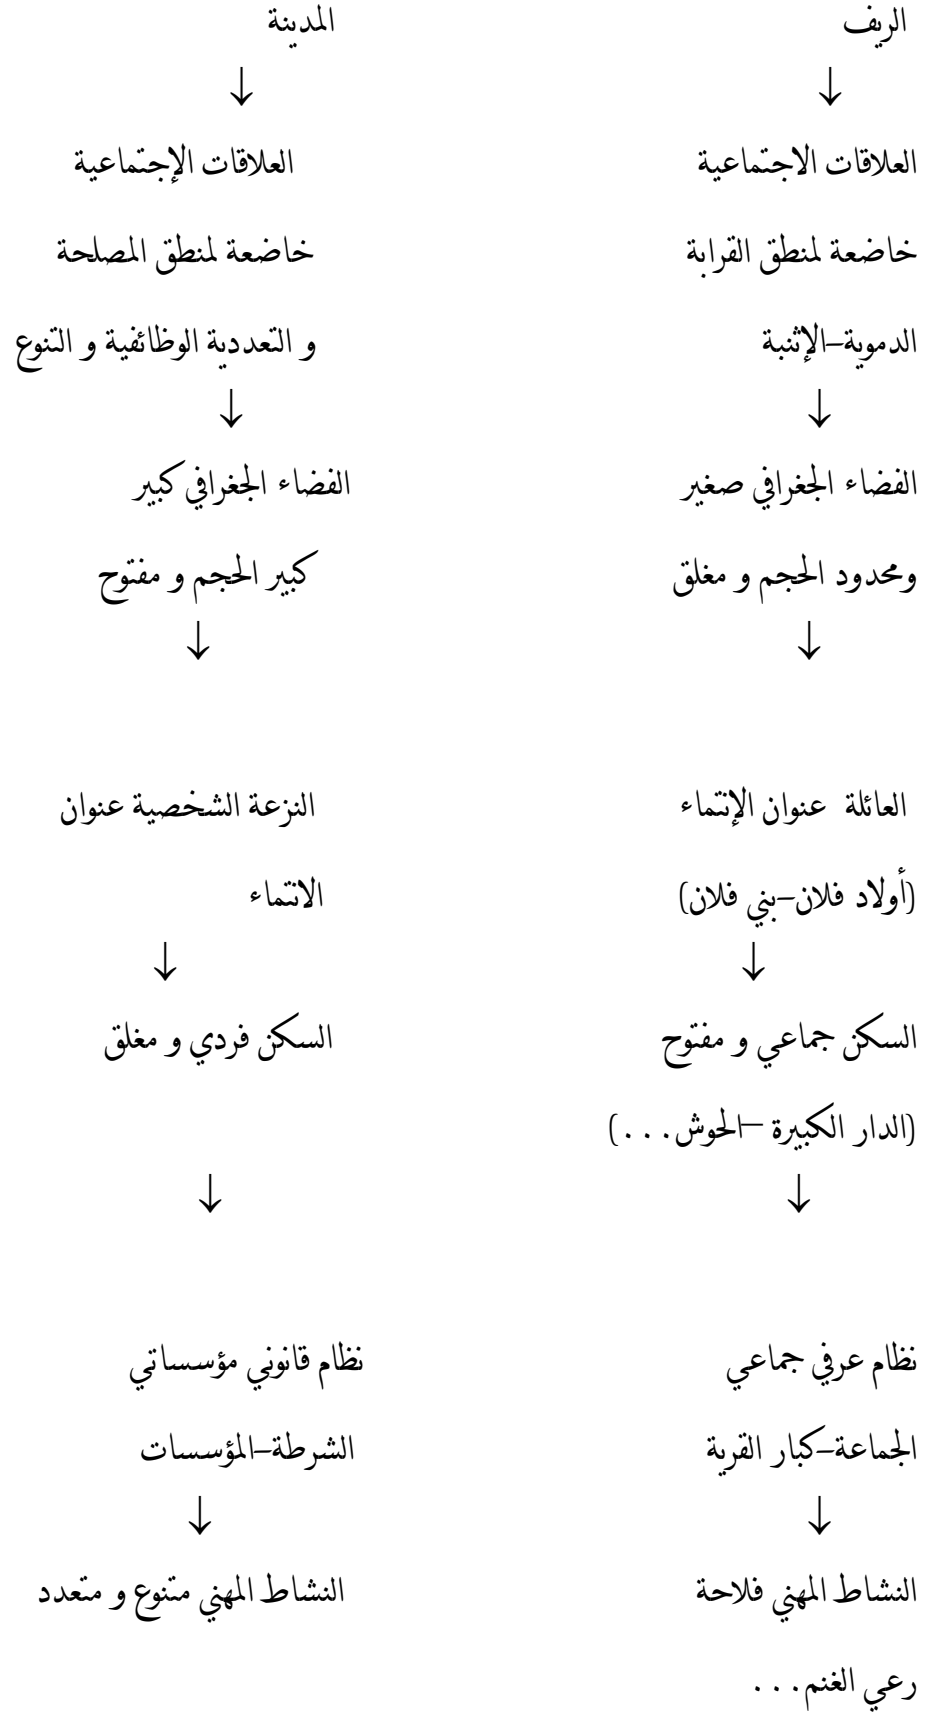 الريف المدينة
↓ ↓
العلاقات الاجتماعية العلاقات الإجتماعية
خاضعة لمنطق القرابة خاضعة لمنطق المصلحة
الدموية–الإثنية و التعددية الوظائفية و التنوع
↓ ↓
الفضاء الجغرافي صغير الفضاء الجغرافي كبير
ومحدود الحجم و مغلق كبير الحجم و مفتوح
↓ ↓
العائلة عنوان الإنتماء النزعة الشخصية عنوان
(أولاد فلان–بني فلان) الانتماء
↓ ↓
السكن جماعي و مفتوح السكن فردي و مغلق
(الدار الكبيرة –الحوش...)
↓ ↓
نظام عرفي جماعي نظام قانوني مؤسساتي
الجماعة–كبار القرية الشرطة–المؤسسات
↓ ↓
النشاط المهني فلاحة النشاط المهني متنوع و متعدد
رعي الغنم...